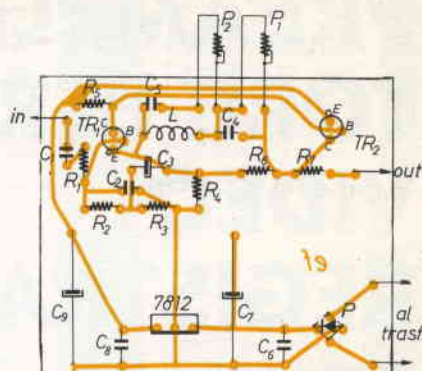 P2 P1
R5 C5
in TR1 C B E L C4 E B C TR2
C1 R1 C3 R6 R7 out
C2 R4
R2 R3
ef
C9 7812 C7 P al
C8 C6 trasf